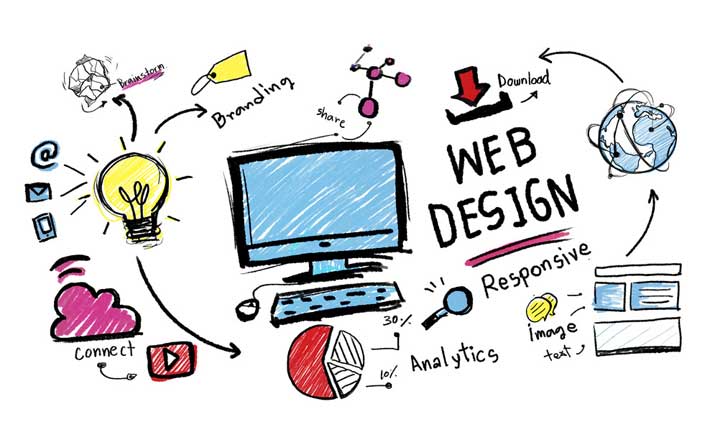 Brainstorm
Branding
share
Download
@
WEB
DESIGN
Responsive
connect
30%
10%
Analytics
image
text